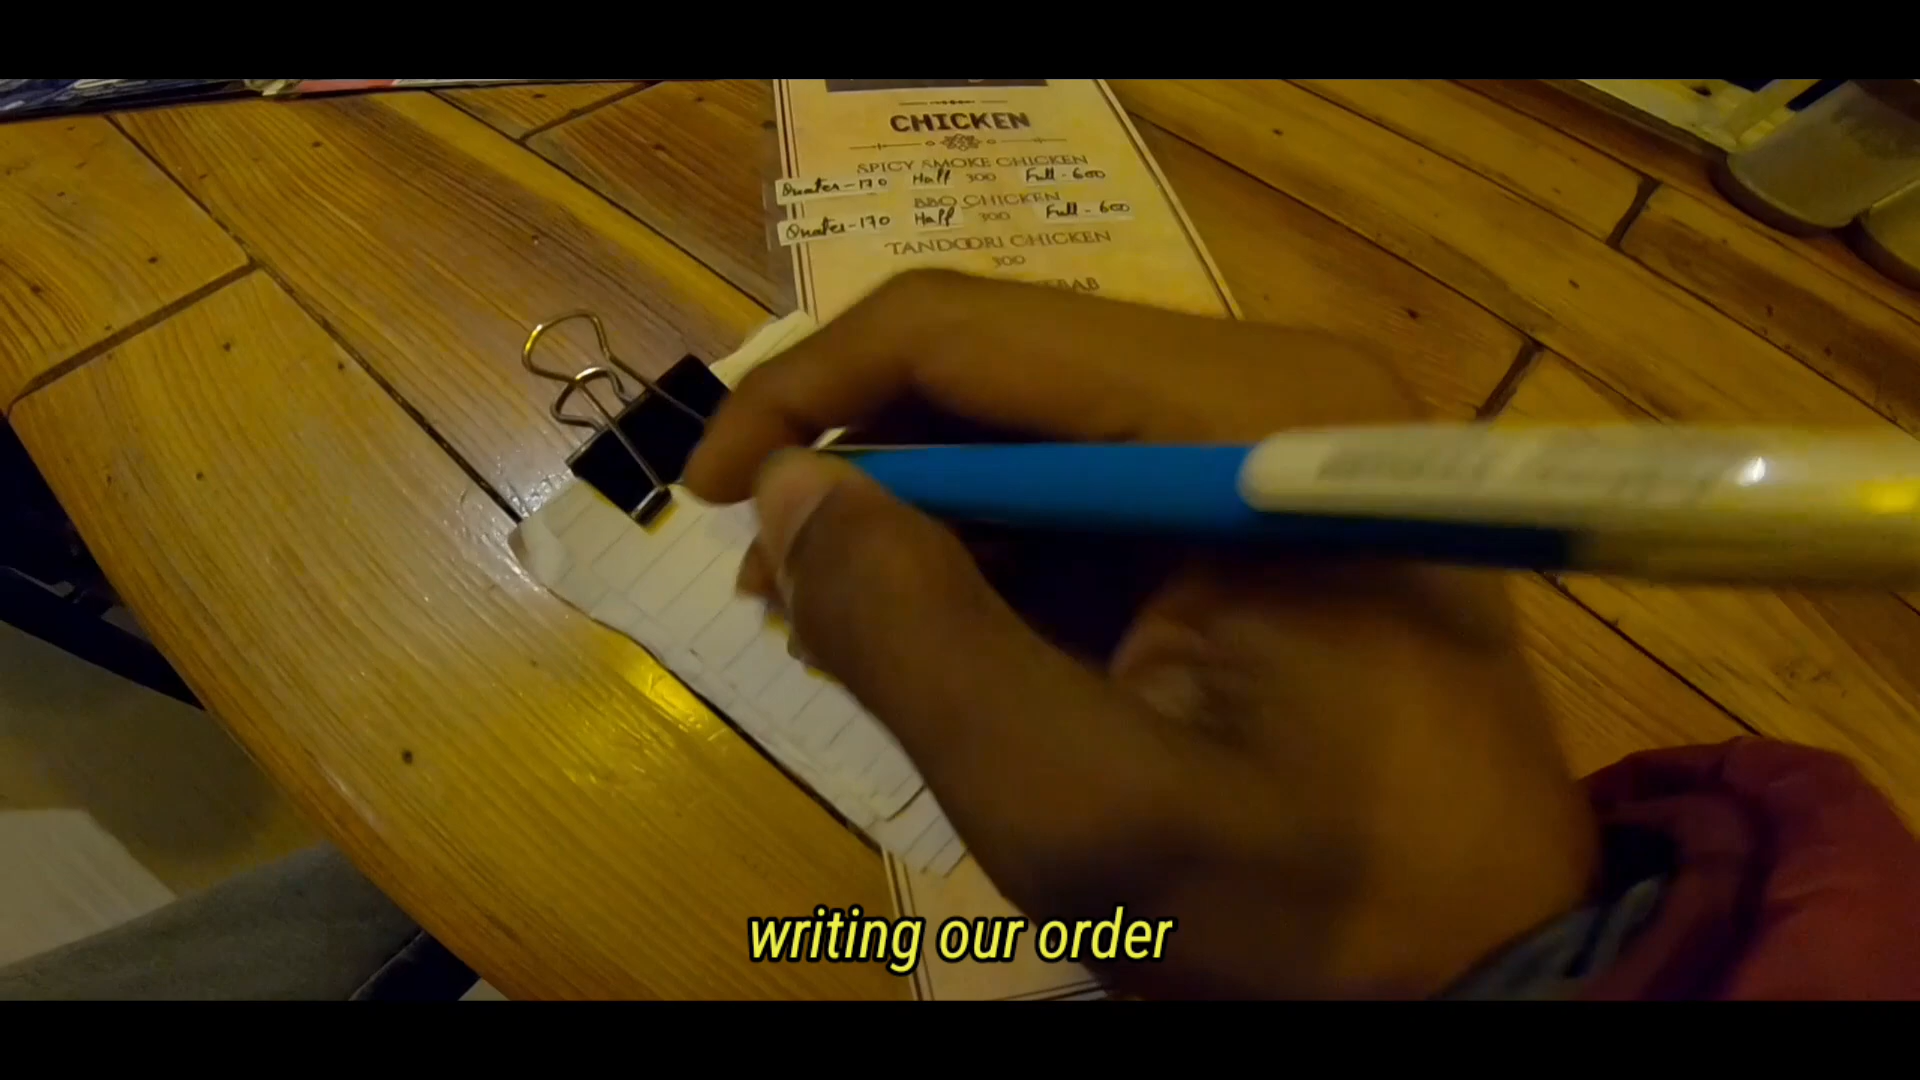 CHICKEN
SPICY SMOKE CHICKEN
Quater-170 Half 300 Full-600
BBQ CHICKEN
Quater-170 Half 300 Full-600
TANDOORI CHICKEN
300
writing our order